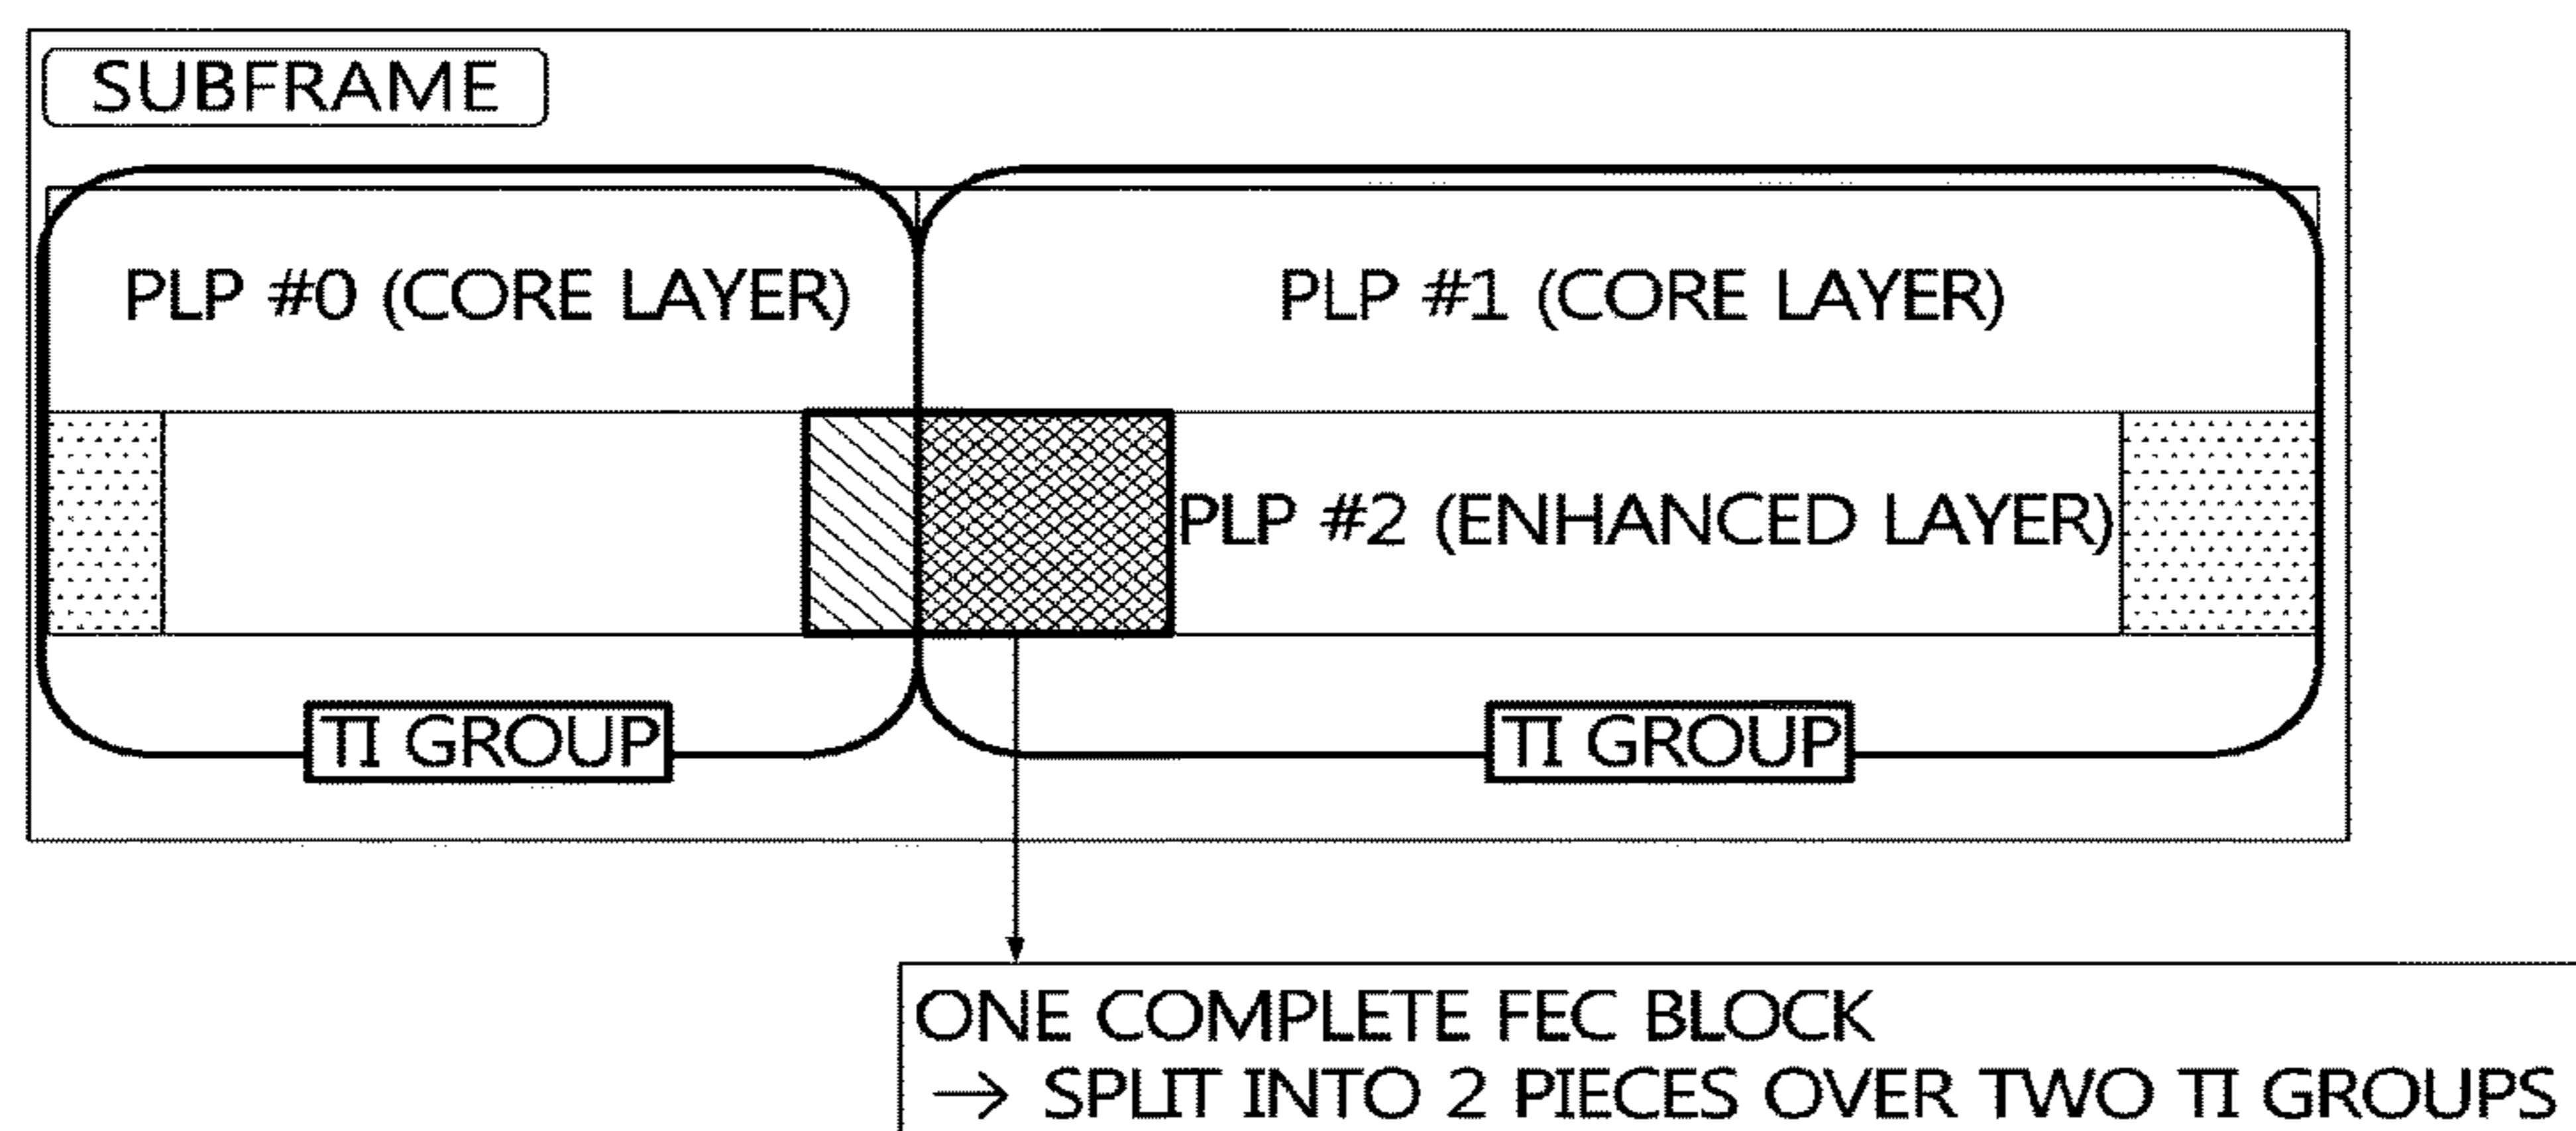 SUBFRAME
PLP #0 (CORE LAYER)
PLP #1 (CORE LAYER)
PLP #2 (ENHANCED LAYER)
TI GROUP
TI GROUP
ONE COMPLETE FEC BLOCK
→ SPLIT INTO 2 PIECES OVER TWO TI GROUPS